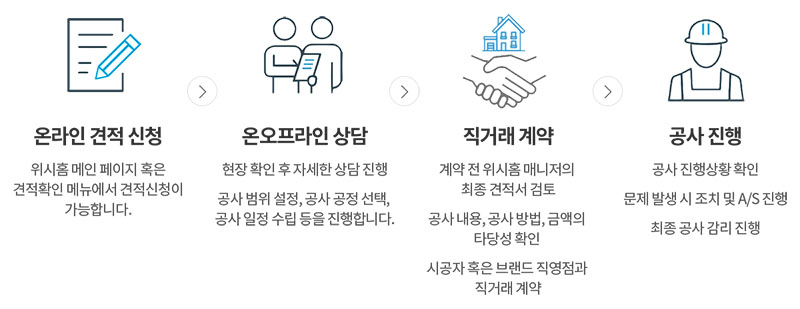 온라인 견적 신청
위시홈 메인 페이지 혹은
견적확인 메뉴에서 견적신청이
가능합니다.
온오프라인 상담
현장 확인 후 자세한 상담 진행
공사 범위 설정, 공사 공정 선택,
공사 일정 수립 등을 진행합니다.
직거래 계약
계약 전 위시홈 매니저의
최종 견적서 검토
공사 내용, 공사 방법, 금액의
타당성 확인
시공자 혹은 브랜드 직영점과
직거래 계약
공사 진행
공사 진행상황 확인
문제 발생 시 조치 및 A/S 진행
최종 공사 감리 진행